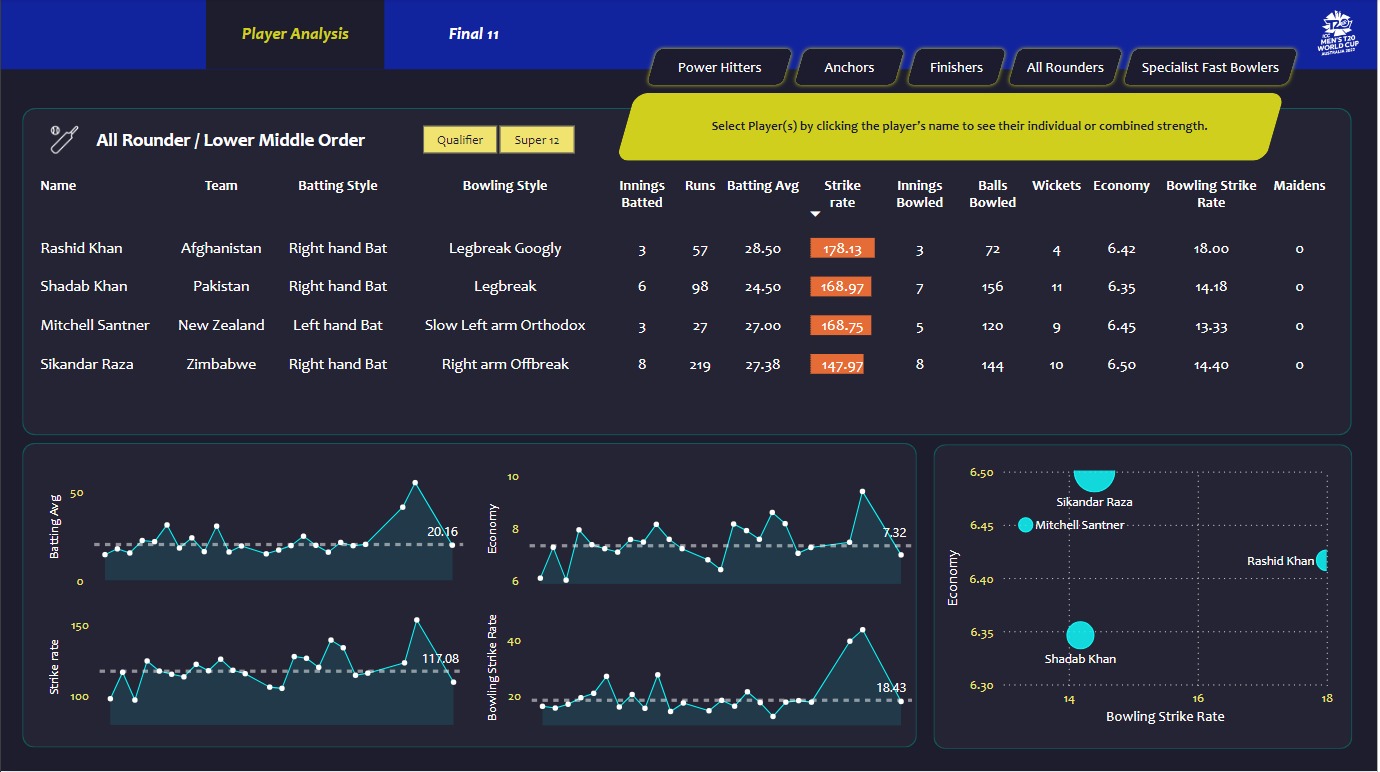 Player Analysis
Final 11
ICC
MEN'S T20
WORLD CUP
AUSTRALIA 2022
Power Hitters
Anchors
Finishers
All Rounders
Specialist Fast Bowlers
All Rounder / Lower Middle Order
Qualifier
Super 12
Select Player(s) by clicking the player's name to see their individual or combined strength.
Name Team Batting Style Bowling Style Innings Batted Runs Batting Avg Strike rate Innings Bowled Balls Bowled Wickets Economy Bowling Strike Rate Maidens
Rashid Khan Afghanistan Right hand Bat Legbreak Googly 3 57 28.50 178.13 3 72 4 6.42 18.00 0
Shadab Khan Pakistan Right hand Bat Legbreak 6 98 24.50 168.97 7 156 11 6.35 14.18 0
Mitchell Santner New Zealand Left hand Bat Slow Left arm Orthodox 3 27 27.00 168.75 5 120 9 6.45 13.33 0
Sikandar Raza Zimbabwe Right hand Bat Right arm Offbreak 8 219 27.38 147.97 8 144 10 6.50 14.40 0
Batting Avg
50
0
20.16
Economy
10
8
6
7.32
Strike rate
150
100
117.08
Bowling Strike Rate
40
20
18.43
Economy
6.50
6.45
6.40
6.35
6.30
Sikandar Raza
Mitchell Santner
Rashid Khan
Shadab Khan
14
16
18
Bowling Strike Rate